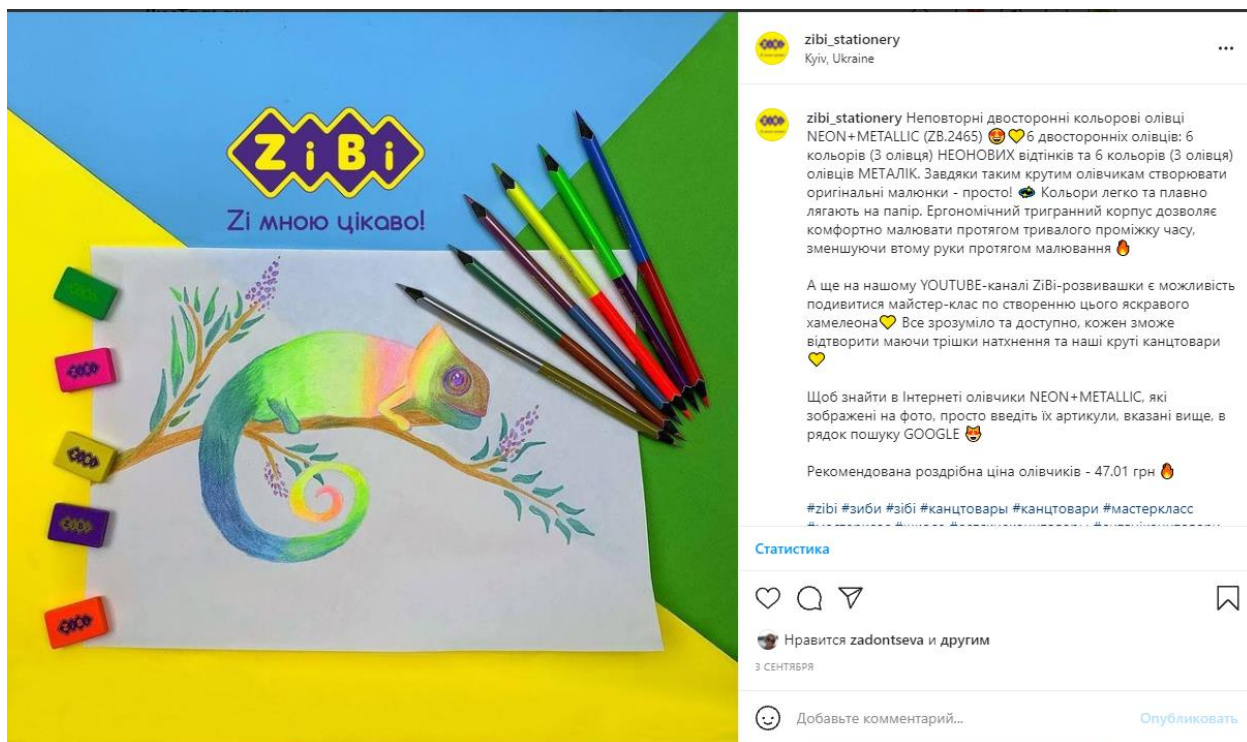 ZiBi
Зі мною цікаво!
zibi_stationery
Kyiv, Ukraine
zibi_stationery Неповторні двосторонні кольорові олівці
NEON+METALLIC (ZB.2465) 😍💛6 двосторонніх олівців: 6
кольорів (3 олівця) НЕОНОВИХ відтінків та 6 кольорів (3 олівця)
олівців МЕТАЛІК. Завдяки таким крутим олівчикам створювати
оригінальні малюнки - просто! Кольори легко та плавно
лягають на папір. Ергономічний тригранний корпус дозволяє
комфортно малювати протягом тривалого проміжку часу,
зменшуючи втому руки протягом малювання 🔥
А ще на нашому YOUTUBE-каналі ZiBi-розвивашки є можливість
подивитися майстер-клас по створенню цього яскравого
хамелеона💛 Все зрозуміло та доступно, кожен зможе
відтворити маючи трішки натхнення та наші круті канцтовари
💛
Щоб знайти в Інтернеті олівчики NEON+METALLIC, які
зображені на фото, просто введіть їх артикули, вказані вище, в
рядок пошуку GOOGLE 😻
Рекомендована роздрібна ціна олівчиків - 47.01 грн 🔥
#zibi #зиби #зібі #канцтовары #канцтовари #мастеркласс
Статистика
Нравится zadontseva и другим
3 СЕНТЯБРЯ
Добавьте комментарий...
Опубликовать
ZiBi
ZiBi
ZiBi
ZiBi
ZiBi